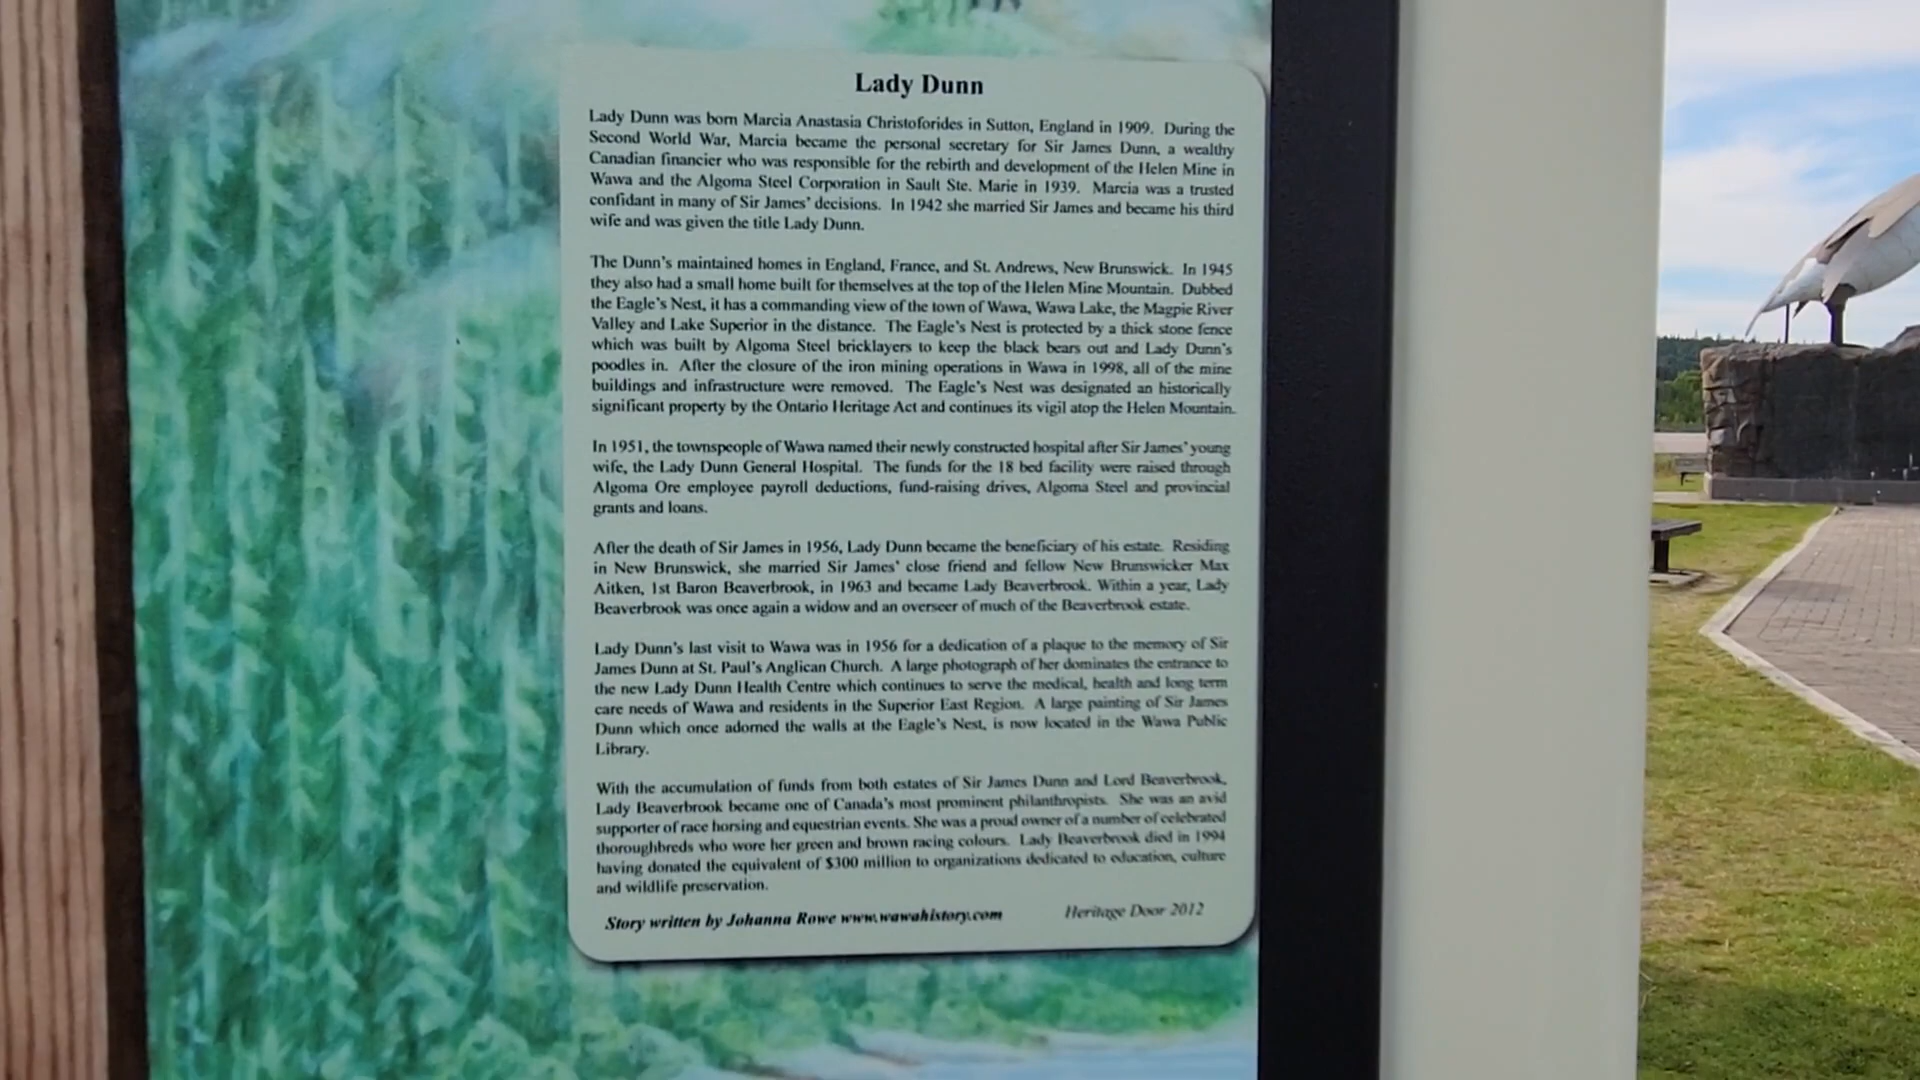 Lady Dunn
Lady Dunn was born Marcia Anastasia Christoforides in Sutton, England in 1909. During the
Second World War, Marcia became the personal secretary for Sir James Dunn, a wealthy
Canadian financier who was responsible for the rebirth and development of the Helen Mine in
Wawa and the Algoma Steel Corporation in Sault Ste. Marie in 1939. Marcia was a trusted
confidant in many of Sir James' decisions. In 1942 she married Sir James and became his third
wife and was given the title Lady Dunn.
The Dunn's maintained homes in England, France, and St. Andrews, New Brunswick. In 1945
they also had a small home built for themselves at the top of the Helen Mine Mountain. Dubbed
the Eagle's Nest, it has a commanding view of the town of Wawa, Wawa Lake, the Magpie River
Valley and Lake Superior in the distance. The Eagle's Nest is protected by a thick stone fence
which was built by Algoma Steel bricklayers to keep the black bears out and Lady Dunn's
poodles in. After the closure of the iron mining operations in Wawa in 1998, all of the mine
buildings and infrastructure were removed. The Eagle's Nest was designated an historically
significant property by the Ontario Heritage Act and continues its vigil atop the Helen Mountain.
In 1951, the townspeople of Wawa named their newly constructed hospital after Sir James' young
wife, the Lady Dunn General Hospital. The funds for the 18 bed facility were raised through
Algoma Ore employee payroll deductions, fund-raising drives, Algoma Steel and provincial
grants and loans.
After the death of Sir James in 1956, Lady Dunn became the beneficiary of his estate. Residing
in New Brunswick, she married Sir James' close friend and fellow New Brunswicker Max
Aitken, 1st Baron Beaverbrook, in 1963 and became Lady Beaverbrook. Within a year, Lady
Beaverbrook was once again a widow and an overseer of much of the Beaverbrook estate.
Lady Dunn's last visit to Wawa was in 1956 for a dedication of a plaque to the memory of Sir
James Dunn at St. Paul's Anglican Church. A large photograph of her dominates the entrance to
the new Lady Dunn Health Centre which continues to serve the medical, health and long term
care needs of Wawa and residents in the Superior East Region. A large painting of Sir James
Dunn which once adorned the walls at the Eagle's Nest, is now located in the Wawa Public
Library.
With the accumulation of funds from both estates of Sir James Dunn and Lord Beaverbrook,
Lady Beaverbrook became one of Canada's most prominent philanthropists. She was an avid
supporter of race horsing and equestrian events. She was a proud owner of a number of celebrated
thoroughbreds who wore her green and brown racing colours. Lady Beaverbrook died in 1994
having donated the equivalent of $300 million to organizations dedicated to education, culture
and wildlife preservation.
Story written by Johanna Rowe www.wawahistory.com Heritage Door 2012